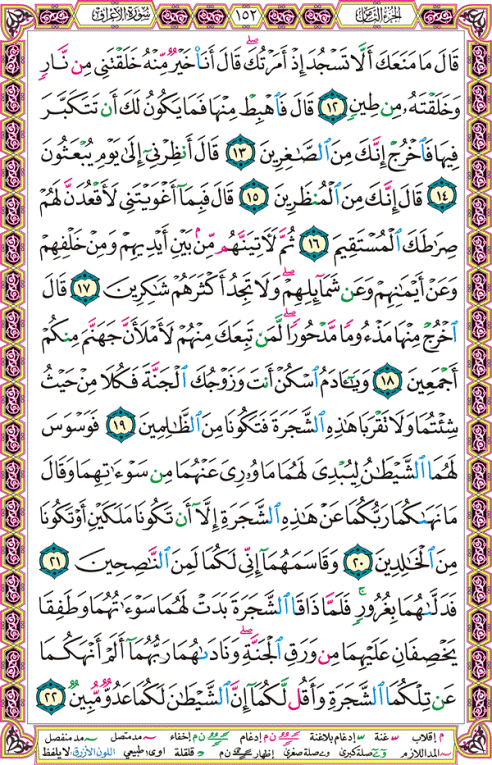 الجزء الثامن ١٥٢ سورة الأعراف
قَالَ مَا مَنَعَكَ أَلَّا تَسْجُدَ إِذْ أَمَرْتُكَ ۖ قَالَ أَنَا۠ خَيْرٌ مِّنْهُ خَلَقْتَنِى مِن نَّارٍ
وَخَلَقْتَهُۥ مِن طِينٍ ١٢ قَالَ فَٱهْبِطْ مِنْهَا فَمَا يَكُونُ لَكَ أَن تَتَكَبَّرَ
فِيهَا فَٱخْرُجْ إِنَّكَ مِنَ ٱلصَّـٰغِرِينَ ١٣ قَالَ أَنظِرْنِىٓ إِلَىٰ يَوْمِ يُبْعَثُونَ
١٤ قَالَ إِنَّكَ مِنَ ٱلْمُنظَرِينَ ١٥ قَالَ فَبِمَآ أَغْوَيْتَنِى لَأَقْعُدَنَّ لَهُمْ
صِرَٰطَكَ ٱلْمُسْتَقِيمَ ١٦ ثُمَّ لَـَٔاتِيَنَّهُم مِّنۢ بَيْنِ أَيْدِيهِمْ وَمِنْ خَلْفِهِمْ
وَعَنْ أَيْمَـٰنِهِمْ وَعَن شَمَآئِلِهِمْ ۖ وَلَا تَجِدُ أَكْثَرَهُمْ شَـٰكِرِينَ ١٧ قَالَ
ٱخْرُجْ مِنْهَا مَذْءُومًا مَّدْحُورًا ۖ لَّمَن تَبِعَكَ مِنْهُمْ لَأَمْلَأَنَّ جَهَنَّمَ مِنكُمْ
أَجْمَعِينَ ١٨ وَيَـٰٓـَٔادَمُ ٱسْكُنْ أَنتَ وَزَوْجُكَ ٱلْجَنَّةَ فَكُلَا مِنْ حَيْثُ
شِئْتُمَا وَلَا تَقْرَبَا هَـٰذِهِ ٱلشَّجَرَةَ فَتَكُونَا مِنَ ٱلظَّـٰلِمِينَ ١٩ فَوَسْوَسَ
لَهُمَا ٱلشَّيْطَـٰنُ لِيُبْدِىَ لَهُمَا مَا وُۥرِىَ عَنْهُمَا مِن سَوْءَٰتِهِمَا وَقَالَ
مَا نَهَىٰكُمَا رَبُّكُمَا عَنْ هَـٰذِهِ ٱلشَّجَرَةِ إِلَّآ أَن تَكُونَا مَلَكَيْنِ أَوْ تَكُونَا
مِنَ ٱلْخَـٰلِدِينَ ٢٠ وَقَاسَمَهُمَآ إِنِّى لَكُمَا لَمِنَ ٱلنَّـٰصِحِينَ ٢١
فَدَلَّىٰهُمَا بِغُرُورٍ ۚ فَلَمَّا ذَاقَا ٱلشَّجَرَةَ بَدَتْ لَهُمَا سَوْءَٰتُهُمَا وَطَفِقَا
يَخْصِفَانِ عَلَيْهِمَا مِن وَرَقِ ٱلْجَنَّةِ ۖ وَنَادَىٰهُمَا رَبُّهُمَآ أَلَمْ أَنْهَكُمَا
عَن تِلْكُمَا ٱلشَّجَرَةِ وَأَقُل لَّكُمَآ إِنَّ ٱلشَّيْطَـٰنَ لَكُمَا عَدُوٌّ مُّبِينٌ ٢٢
م إقلاب س غنة إدغام بلاغنة ن م إدغام ن م إخفاء مد متصل مد منفصل
المد اللازم صلة كبرى صلة صغرى إظهار ن م قلقلة اوى: طبيعي اللون الأزرق: لا يلفظ